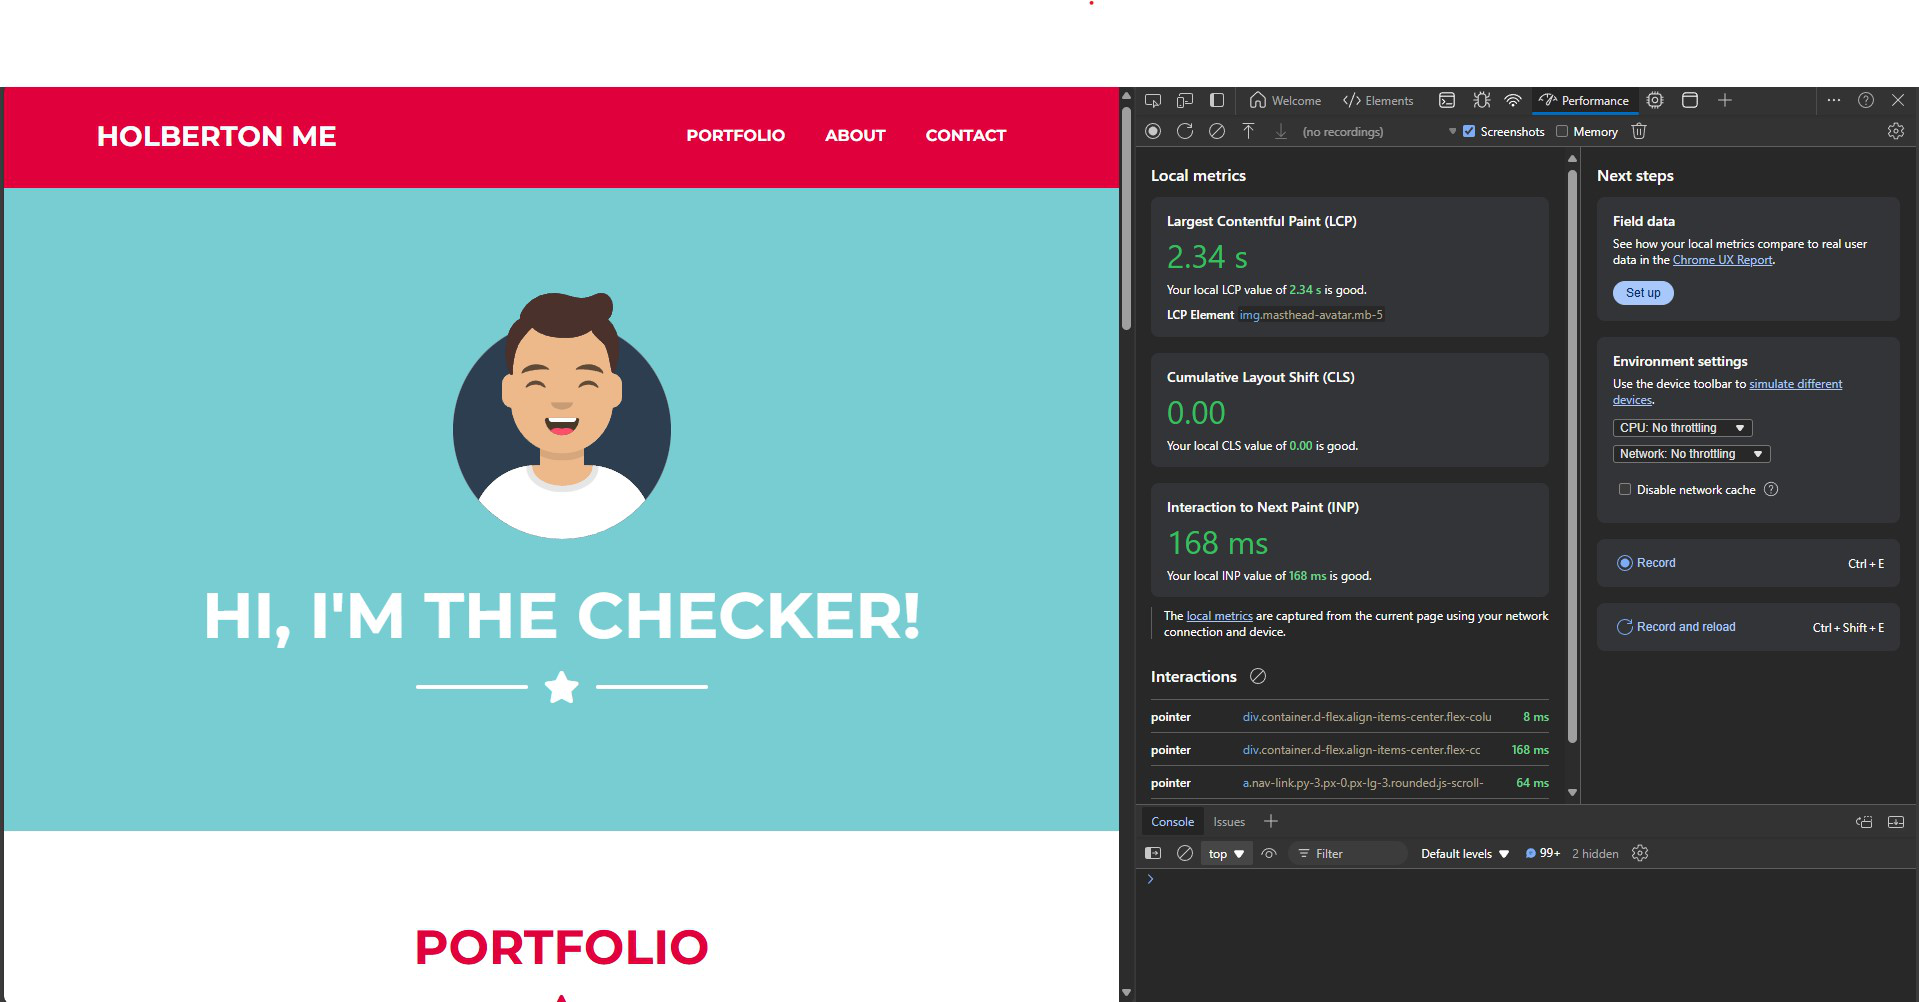 HOLBERTON ME
PORTFOLIO ABOUT CONTACT
HI, I'M THE CHECKER!
PORTFOLIO
Welcome Elements Performance
(no recordings) Screenshots Memory
Local metrics
Largest Contentful Paint (LCP)
2.34 s
Your local LCP value of 2.34 s is good.
LCP Element img.masthead-avatar.mb-5
Cumulative Layout Shift (CLS)
0.00
Your local CLS value of 0.00 is good.
Interaction to Next Paint (INP)
168 ms
Your local INP value of 168 ms is good.
The local metrics are captured from the current page using your network
connection and device.
Interactions
pointer div.container.d-flex.align-items-center.flex-colu 8 ms
pointer div.container.d-flex.align-items-center.flex-cc 168 ms
pointer a.nav-link.py-3.px-0.px-lg-3.rounded.js-scroll- 64 ms
Next steps
Field data
See how your local metrics compare to real user
data in the Chrome UX Report.
Set up
Environment settings
Use the device toolbar to simulate different
devices.
CPU: No throttling
Network: No throttling
Disable network cache
Record Ctrl + E
Record and reload Ctrl + Shift + E
Console Issues
top Filter Default levels 99+ 2 hidden